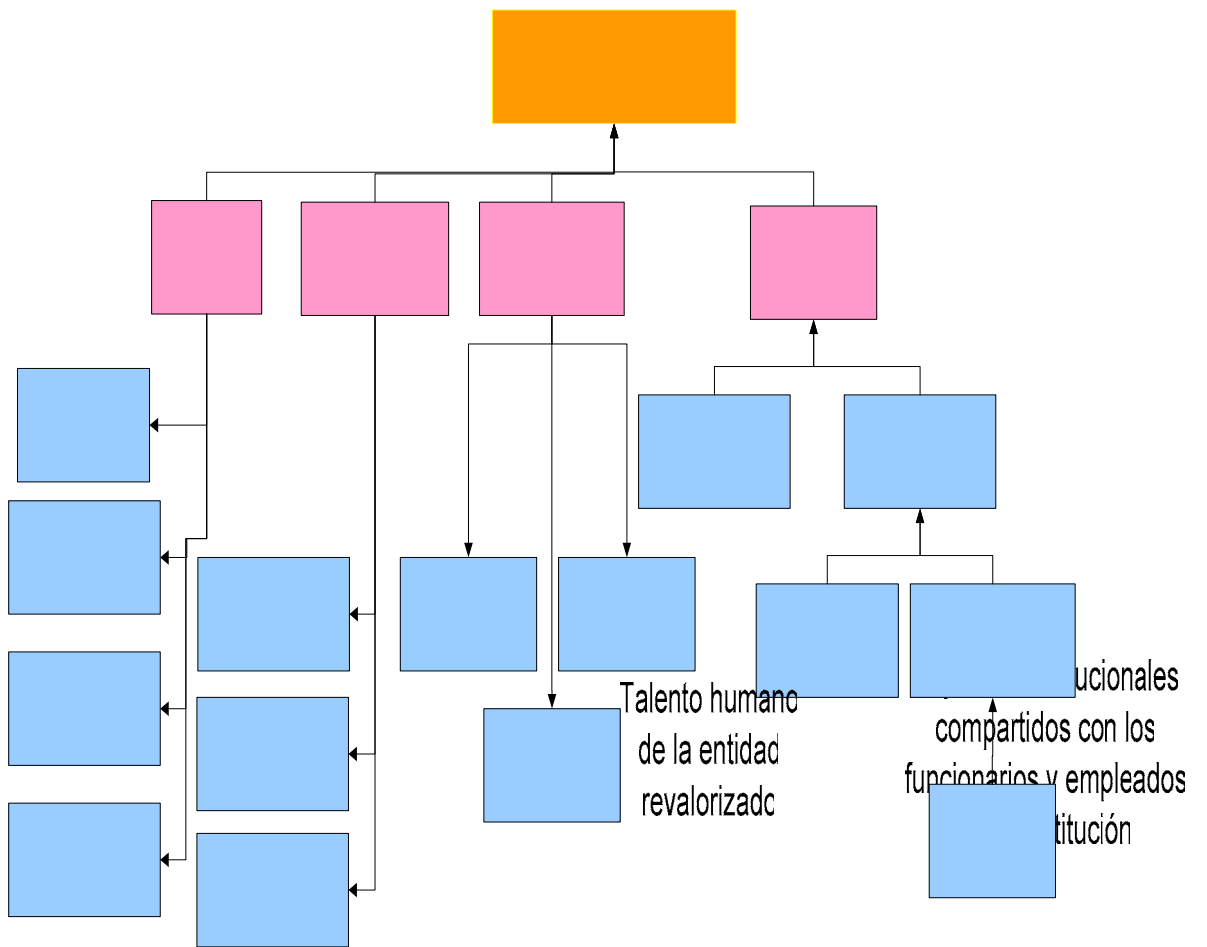 Talento humano
de la entidad
revalorizado
ucionales
compartidos con los
funcionarios y empleados
titución